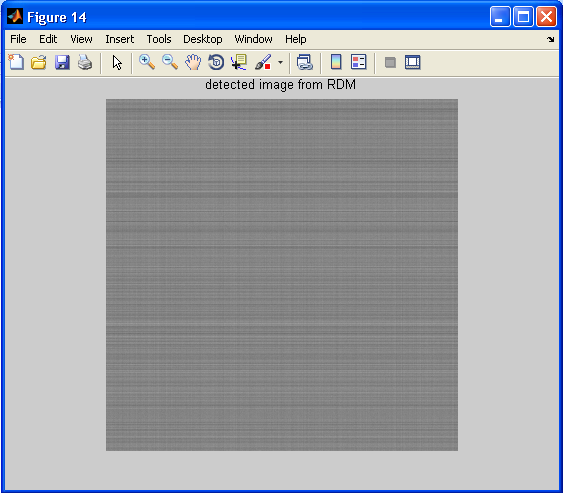 Figure 14
File Edit View Insert Tools Desktop Window Help
detected image from RDM